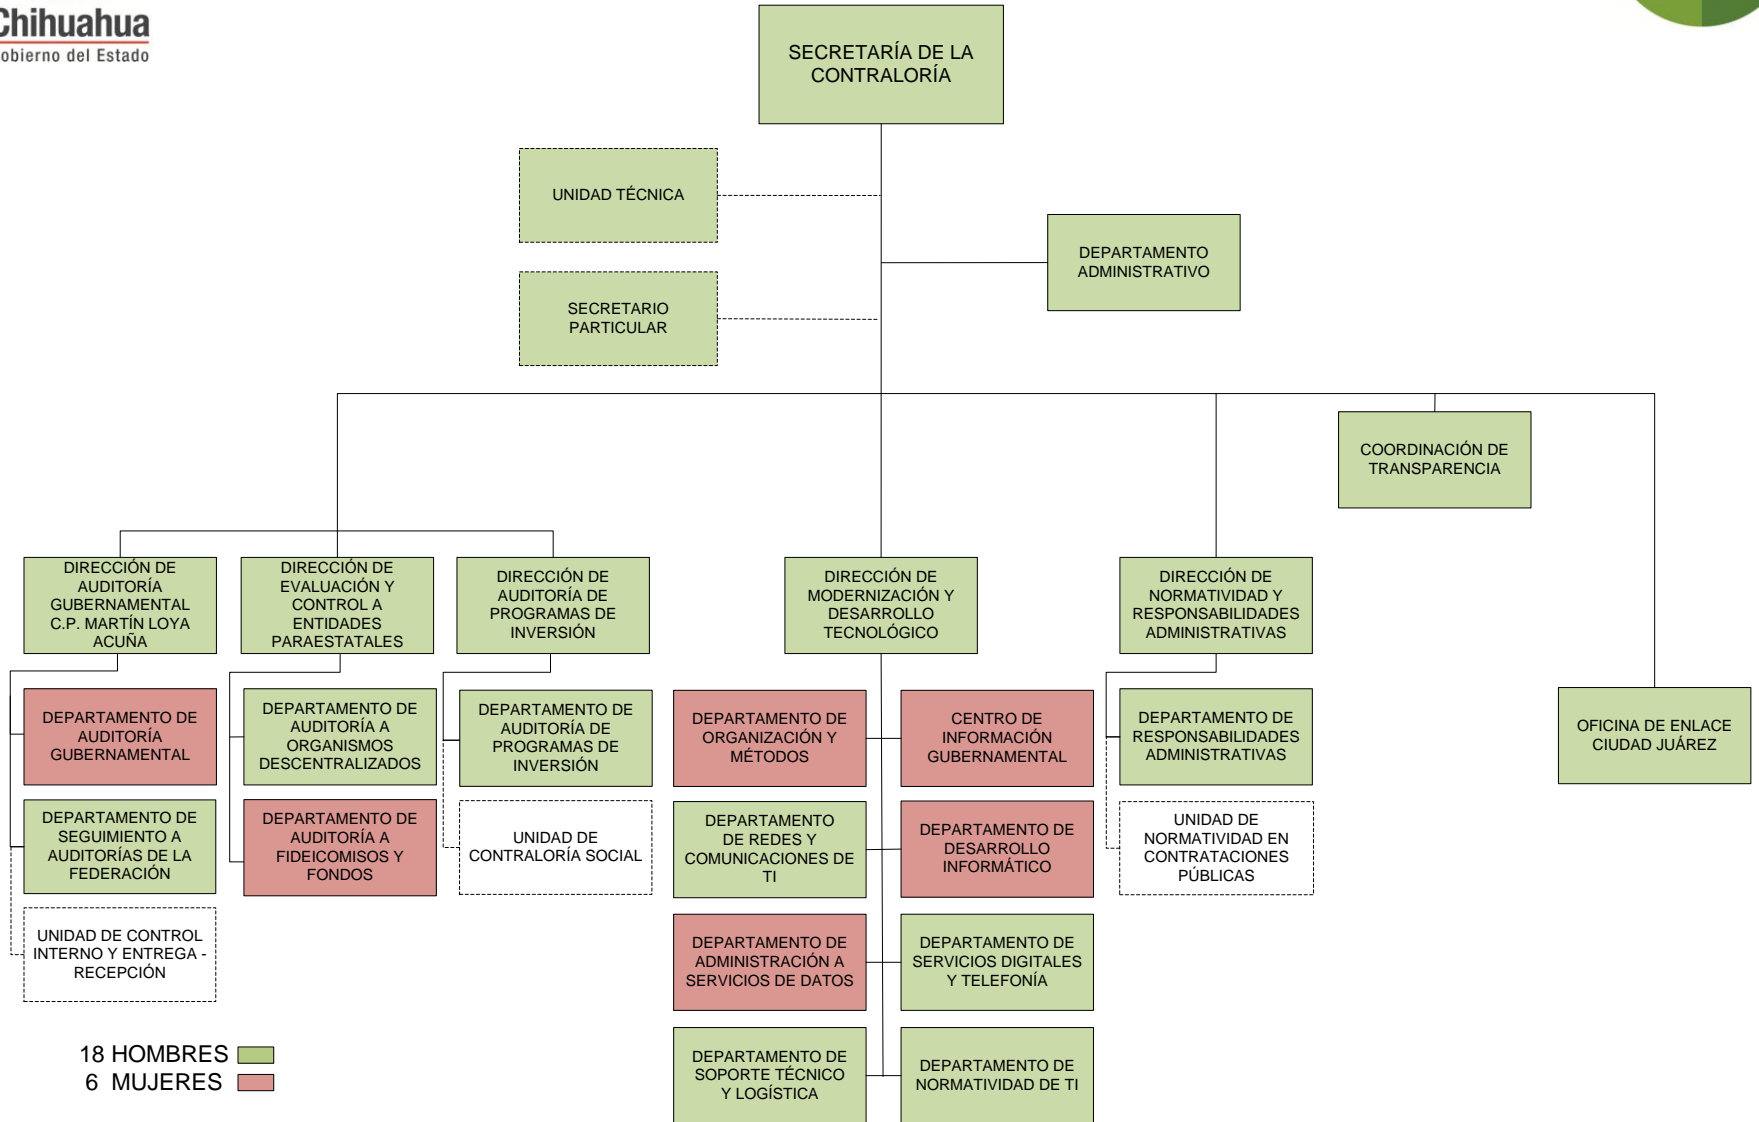 Chihuahua
obierno del Estado
SECRETARÍA DE LA
CONTRALORÍA
UNIDAD TÉCNICA
DEPARTAMENTO
ADMINISTRATIVO
SECRETARIO
PARTICULAR
COORDINACIÓN DE
TRANSPARENCIA
DIRECCIÓN DE
AUDITORÍA
GUBERNAMENTAL
C.P. MARTÍN LOYA
ACUÑA
DIRECCIÓN DE
EVALUACIÓN Y
CONTROL A
ENTIDADES
PARAESTATALES
DIRECCIÓN DE
AUDITORÍA DE
PROGRAMAS DE
INVERSIÓN
DIRECCIÓN DE
MODERNIZACIÓN Y
DESARROLLO
TECNOLÓGICO
DIRECCIÓN DE
NORMATIVIDAD Y
RESPONSABILIDADES
ADMINISTRATIVAS
DEPARTAMENTO DE
AUDITORÍA
GUBERNAMENTAL
DEPARTAMENTO DE
AUDITORÍA A
ORGANISMOS
DESCENTRALIZADOS
DEPARTAMENTO DE
AUDITORÍA DE
PROGRAMAS DE
INVERSIÓN
DEPARTAMENTO DE
ORGANIZACIÓN Y
MÉTODOS
CENTRO DE
INFORMACIÓN
GUBERNAMENTAL
DEPARTAMENTO DE
RESPONSABILIDADES
ADMINISTRATIVAS
OFICINA DE ENLACE
CIUDAD JUÁREZ
DEPARTAMENTO DE
SEGUIMIENTO A
AUDITORÍAS DE LA
FEDERACIÓN
DEPARTAMENTO DE
AUDITORÍA A
FIDEICOMISOS Y
FONDOS
UNIDAD DE
CONTRALORÍA SOCIAL
DEPARTAMENTO
DE REDES Y
COMUNICACIONES DE
TI
DEPARTAMENTO DE
DESARROLLO
INFORMÁTICO
UNIDAD DE
NORMATIVIDAD EN
CONTRATACIONES
PÚBLICAS
UNIDAD DE CONTROL
INTERNO Y ENTREGA -
RECEPCIÓN
DEPARTAMENTO DE
ADMINISTRACIÓN A
SERVICIOS DE DATOS
DEPARTAMENTO DE
SERVICIOS DIGITALES
Y TELEFONÍA
DEPARTAMENTO DE
SOPORTE TÉCNICO
Y LOGÍSTICA
DEPARTAMENTO DE
NORMATIVIDAD DE TI
18 HOMBRES
6 MUJERES